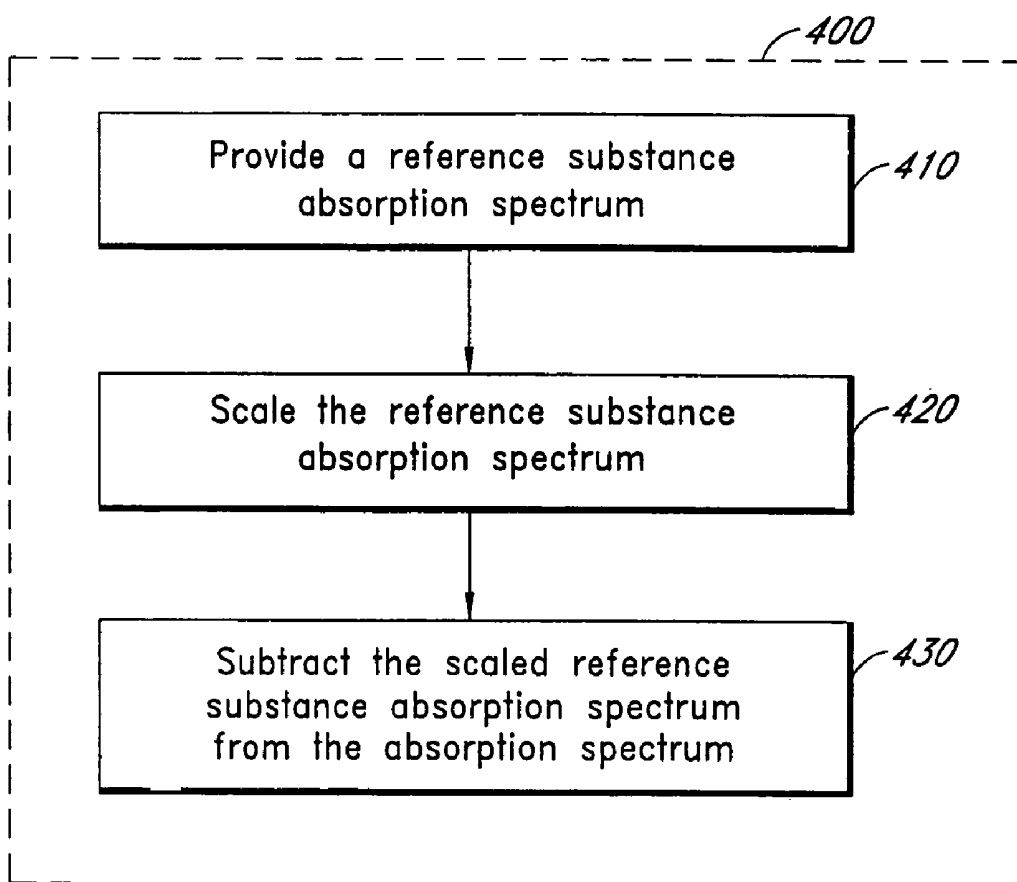 400
Provide a reference substance
absorption spectrum
410
Scale the reference substance
absorption spectrum
420
Subtract the scaled reference
substance absorption spectrum
from the absorption spectrum
430